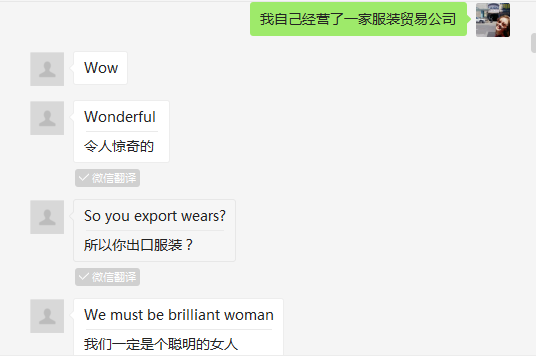 我自己经营了一家服装贸易公司
Wow
Wonderful
令人惊奇的
微信翻译
So you export wears?
所以你出口服装？
微信翻译
We must be brilliant woman
我们一定是个聪明的女人